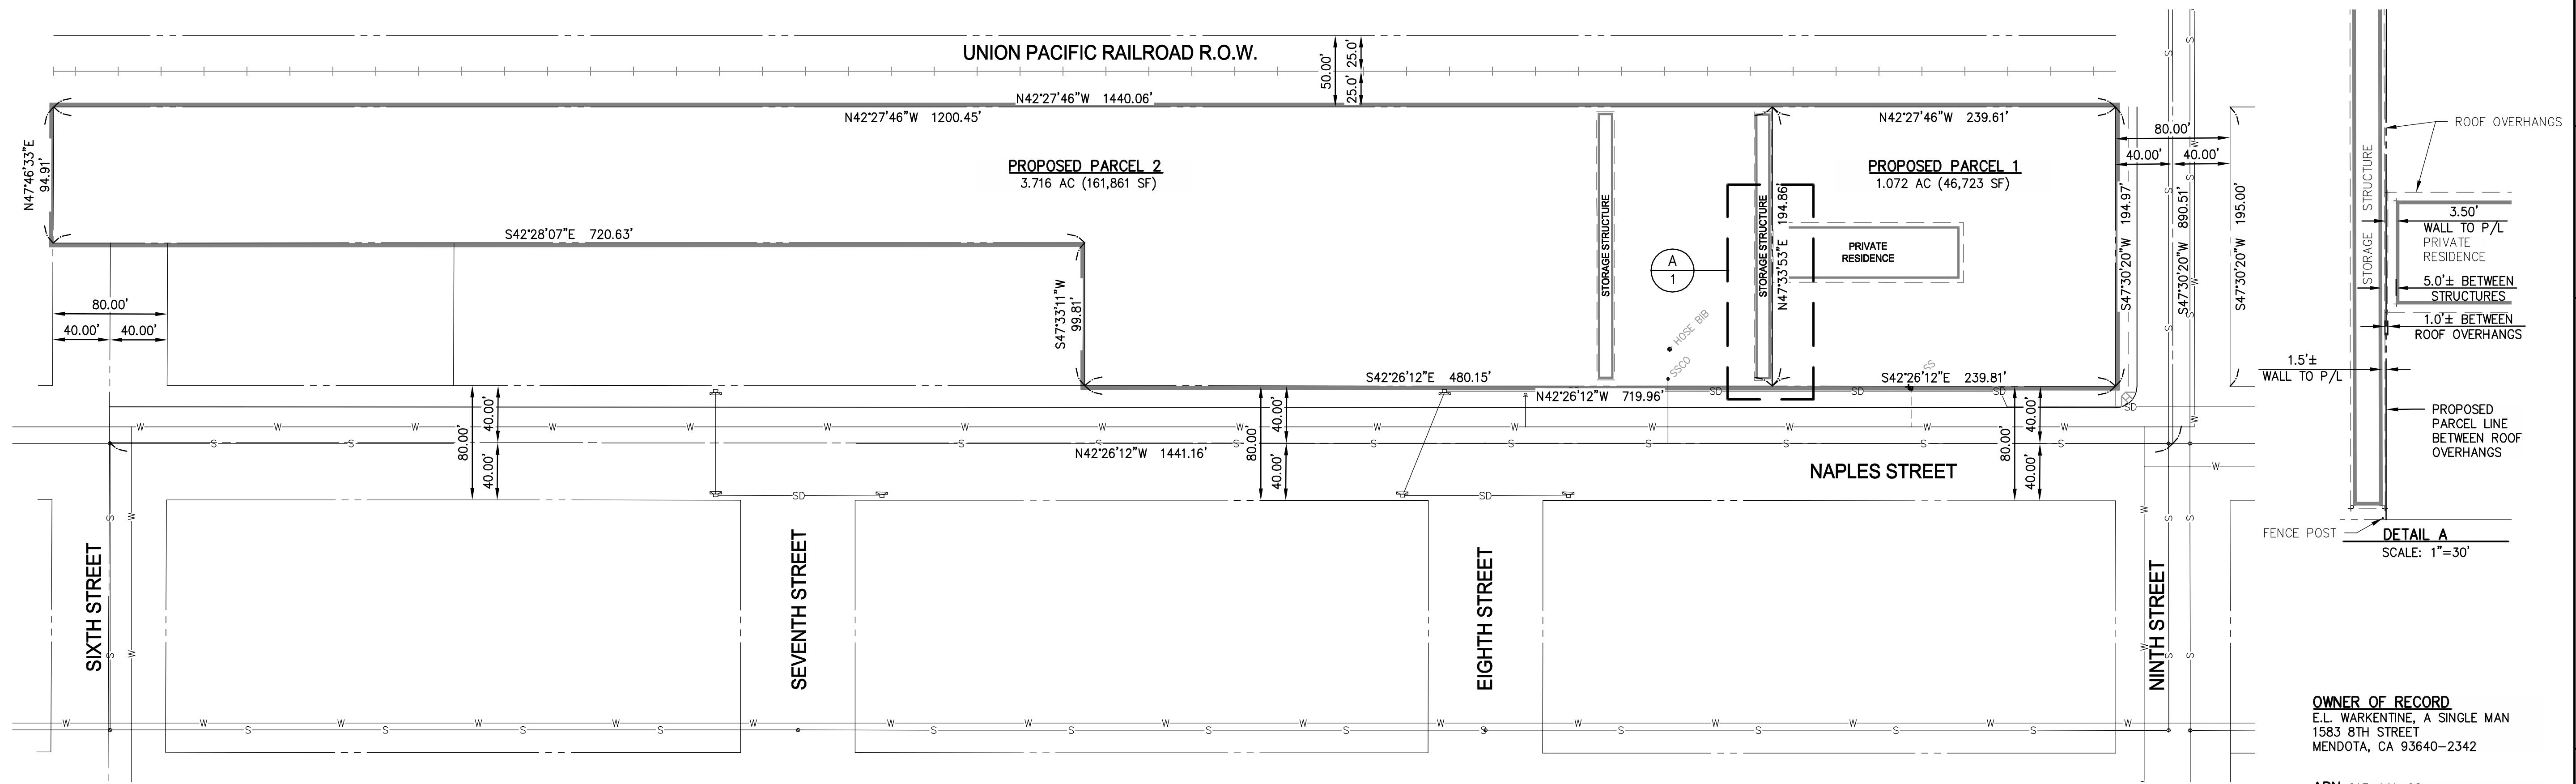 UNION PACIFIC RAILROAD R.O.W.
50.00'
25.0'
25.0'
N42°27'46"W 1440.06'
N42°27'46"W 1200.45'
N42°27'46"W 239.61'
N47°46'33"E
94.91'
PROPOSED PARCEL 2
3.716 AC (161,861 SF)
PROPOSED PARCEL 1
1.072 AC (46,723 SF)
STORAGE STRUCTURE
STORAGE STRUCTURE
N47°33'53"E 194.86'
PRIVATE
RESIDENCE
A
1
HOSE BIB
SSCO
SS
80.00'
40.00'
40.00'
S47°30'20"W 194.97'
S47°30'20"W 890.51'
S47°30'20"W 195.00'
S42°28'07"E 720.63'
S47°33'11"W
99.81'
80.00'
40.00'
40.00'
S42°26'12"E 480.15'
S42°26'12"E 239.81'
N42°26'12"W 719.96'
SD
SD
SD
SD
80.00'
40.00'
40.00'
80.00'
40.00'
40.00'
80.00'
40.00'
40.00'
W W W W W W W W W W W W W W
S S S S S S S S S S S
N42°26'12"W 1441.16'
NAPLES STREET
SD
SD
SIXTH STREET
SEVENTH STREET
EIGHTH STREET
NINTH STREET
W W W W W W W W W W W W W W W W
S S S S S S S S S S S S
ROOF OVERHANGS
STORAGE STRUCTURE
3.50'
WALL TO P/L
PRIVATE
RESIDENCE
5.0'± BETWEEN
STRUCTURES
1.0'± BETWEEN
ROOF OVERHANGS
1.5'±
WALL TO P/L
PROPOSED
PARCEL LINE
BETWEEN ROOF
OVERHANGS
FENCE POST
DETAIL A
SCALE: 1"=30'
OWNER OF RECORD
E.L. WARKENTINE, A SINGLE MAN
1583 8TH STREET
MENDOTA, CA 93640-2342